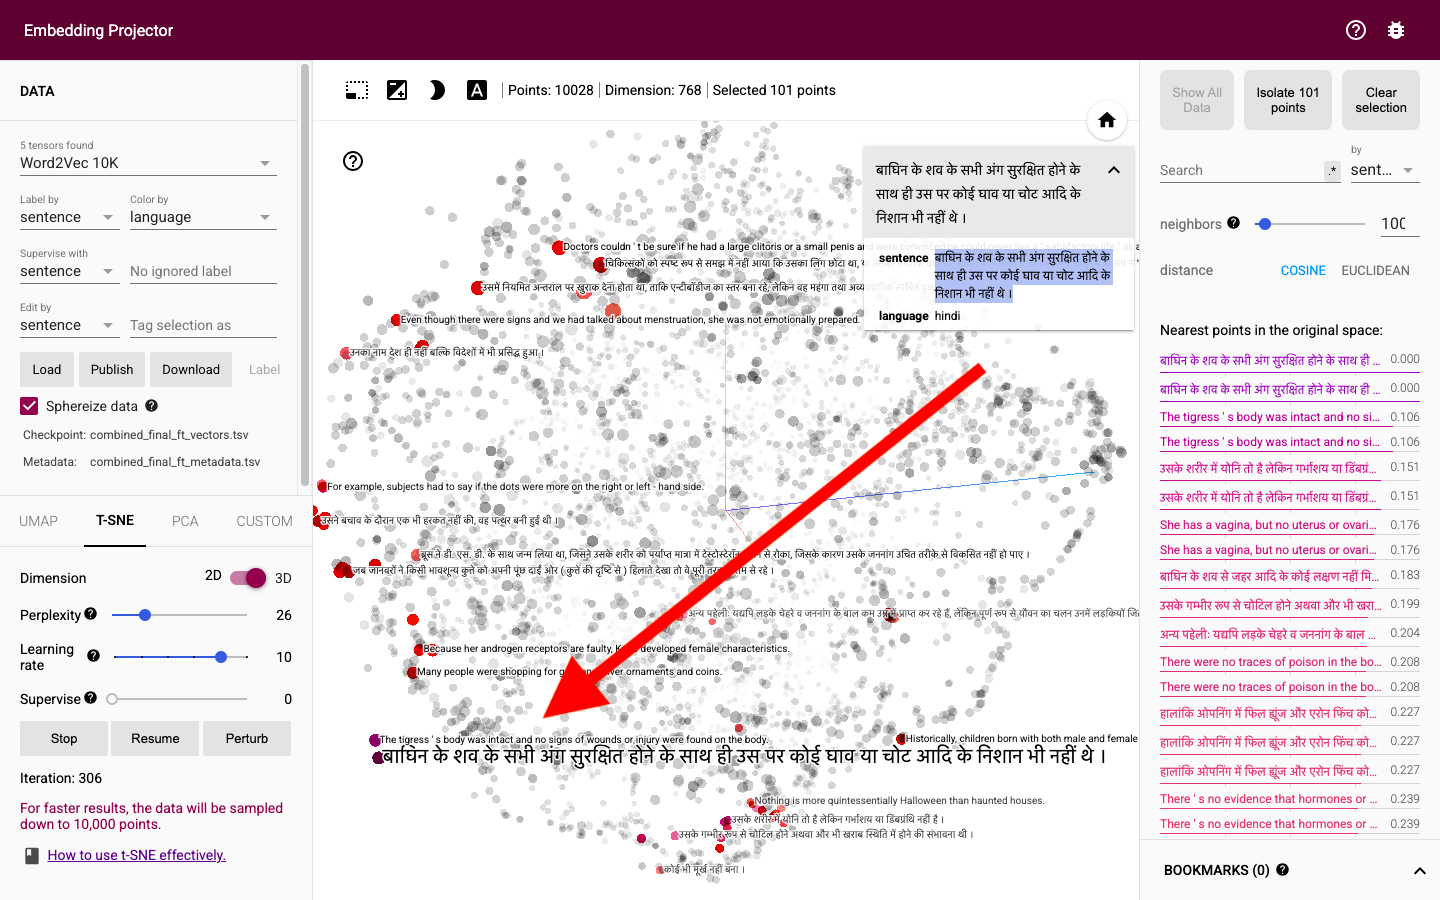 Embedding Projector
DATA
5 tensors found
Word2Vec 10K
Label by
sentence
Color by
language
Supervise with
sentence
No ignored label
Edit by
sentence
Tag selection as
Load
Publish
Download
Label
Sphereize data
Checkpoint: combined_final_ft_vectors.tsv
Metadata: combined_final_ft_metadata.tsv
UMAP
T-SNE
PCA
CUSTOM
Dimension
2D
3D
Perplexity
26
Learning
rate
10
Supervise
0
Stop
Resume
Perturb
Iteration: 306
For faster results, the data will be sampled
down to 10,000 points.
How to use t-SNE effectively.
A
Points: 10028
Dimension: 768
Selected 101 points
बाघिन के शव के सभी अंग सुरक्षित होने के
साथ ही उस पर कोई घाव या चोट आदि के
निशान भी नहीं थे ।
sentence
बाघिन के शव के सभी अंग सुरक्षित होने के
साथ ही उस पर कोई घाव या चोट आदि के
निशान भी नहीं थे ।
language hindi
Doctors couldn ' t be sure if he had a large clitoris or a small penis and were convinced he could never live a " satisfactory life " as a
चिकित्सकों को स्पष्ट रूप से समझ में नहीं आया कि उसका लिंग छोटा था,
उसमें नियमित अन्तराल पर खुराक देना होता था, ताकि एन्टीबॉडीज का स्तर बना रहे, लेकिन वह महंगा तथा
Even though there were signs and we had talked about menstruation, she was not emotionally prepared.
उनका नाम देश ही नहीं बल्कि विदेशों में भी प्रसिद्ध हुआ ।
For example, subjects had to say if the dots were more on the right or left - hand side.
उसने बचाव के दौरान एक भी हरकत नहीं की, वह पत्थर बनी हुई थी ।
ब्रूस ने डी. एस. डी. के साथ जन्म लिया था, जिसने उसके शरीर को पर्याप्त मात्रा में से रोका, जिसके कारण उसके जननांग उचित तरीके से विकसित नहीं हो पाए ।
जब जानवरों ने किसी भावशून्य कुत्ते को अपनी पूंछ दाईं ओर ( कुत्ते की दृष्टि से ) हिलाते देखा तो वे पूरी से रहे ।
अन्य पहेली: यद्यपि लड़के चेहरे व जननांग के बाल कम प्राप्त कर रहे हैं, लेकिन पूर्ण रूप से यौवन का चलन उनमें लड़कियों
Because her androgen receptors are faulty, developed female characteristics.
Many people were shopping for ornaments and coins.
The tigress ' s body was intact and no signs of wounds or injury were found on the body.
Historically, children born with both male and female
बाघिन के शव के सभी अंग सुरक्षित होने के साथ ही उस पर कोई घाव या चोट आदि के निशान भी नहीं थे ।
Nothing is more quintessentially Halloween than haunted houses.
उसके शरीर में योनि तो है लेकिन गर्भाशय या डिंबग्रंथि नहीं है ।
उसके गम्भीर रूप से चोटिल होने अथवा और भी खराब स्थिति में होने की संभावना थी ।
कोई भी मूर्ख नहीं बना ।
Show All
Data
Isolate 101
points
Clear
selection
Search
.*
by
sent...
neighbors
100
distance
COSINE
EUCLIDEAN
Nearest points in the original space:
बाघिन के शव के सभी अंग सुरक्षित होने के साथ ही ... 0.000
बाघिन के शव के सभी अंग सुरक्षित होने के साथ ही ... 0.000
The tigress ' s body was intact and no si... 0.106
The tigress ' s body was intact and no si... 0.106
उसके शरीर में योनि तो है लेकिन गर्भाशय या डिंबग्रं... 0.151
उसके शरीर में योनि तो है लेकिन गर्भाशय या डिंबग्रं... 0.151
She has a vagina, but no uterus or ovari... 0.176
She has a vagina, but no uterus or ovari... 0.176
बाघिन के शव से जहर आदि के कोई लक्षण नहीं मि... 0.183
उसके गम्भीर रूप से चोटिल होने अथवा और भी खरा... 0.199
अन्य पहेली: यद्यपि लड़के चेहरे व जननांग के बाल ... 0.204
There were no traces of poison in the bo... 0.208
There were no traces of poison in the bo... 0.208
हालांकि ओपनिंग में फिल ह्यूंज और एरोन फिंच को... 0.227
हालांकि ओपनिंग में फिल ह्यूंज और एरोन फिंच को... 0.227
हालांकि ओपनिंग में फिल ह्यूंज और एरोन फिंच को... 0.227
There ' s no evidence that hormones or ... 0.239
There ' s no evidence that hormones or ... 0.239
BOOKMARKS (0)